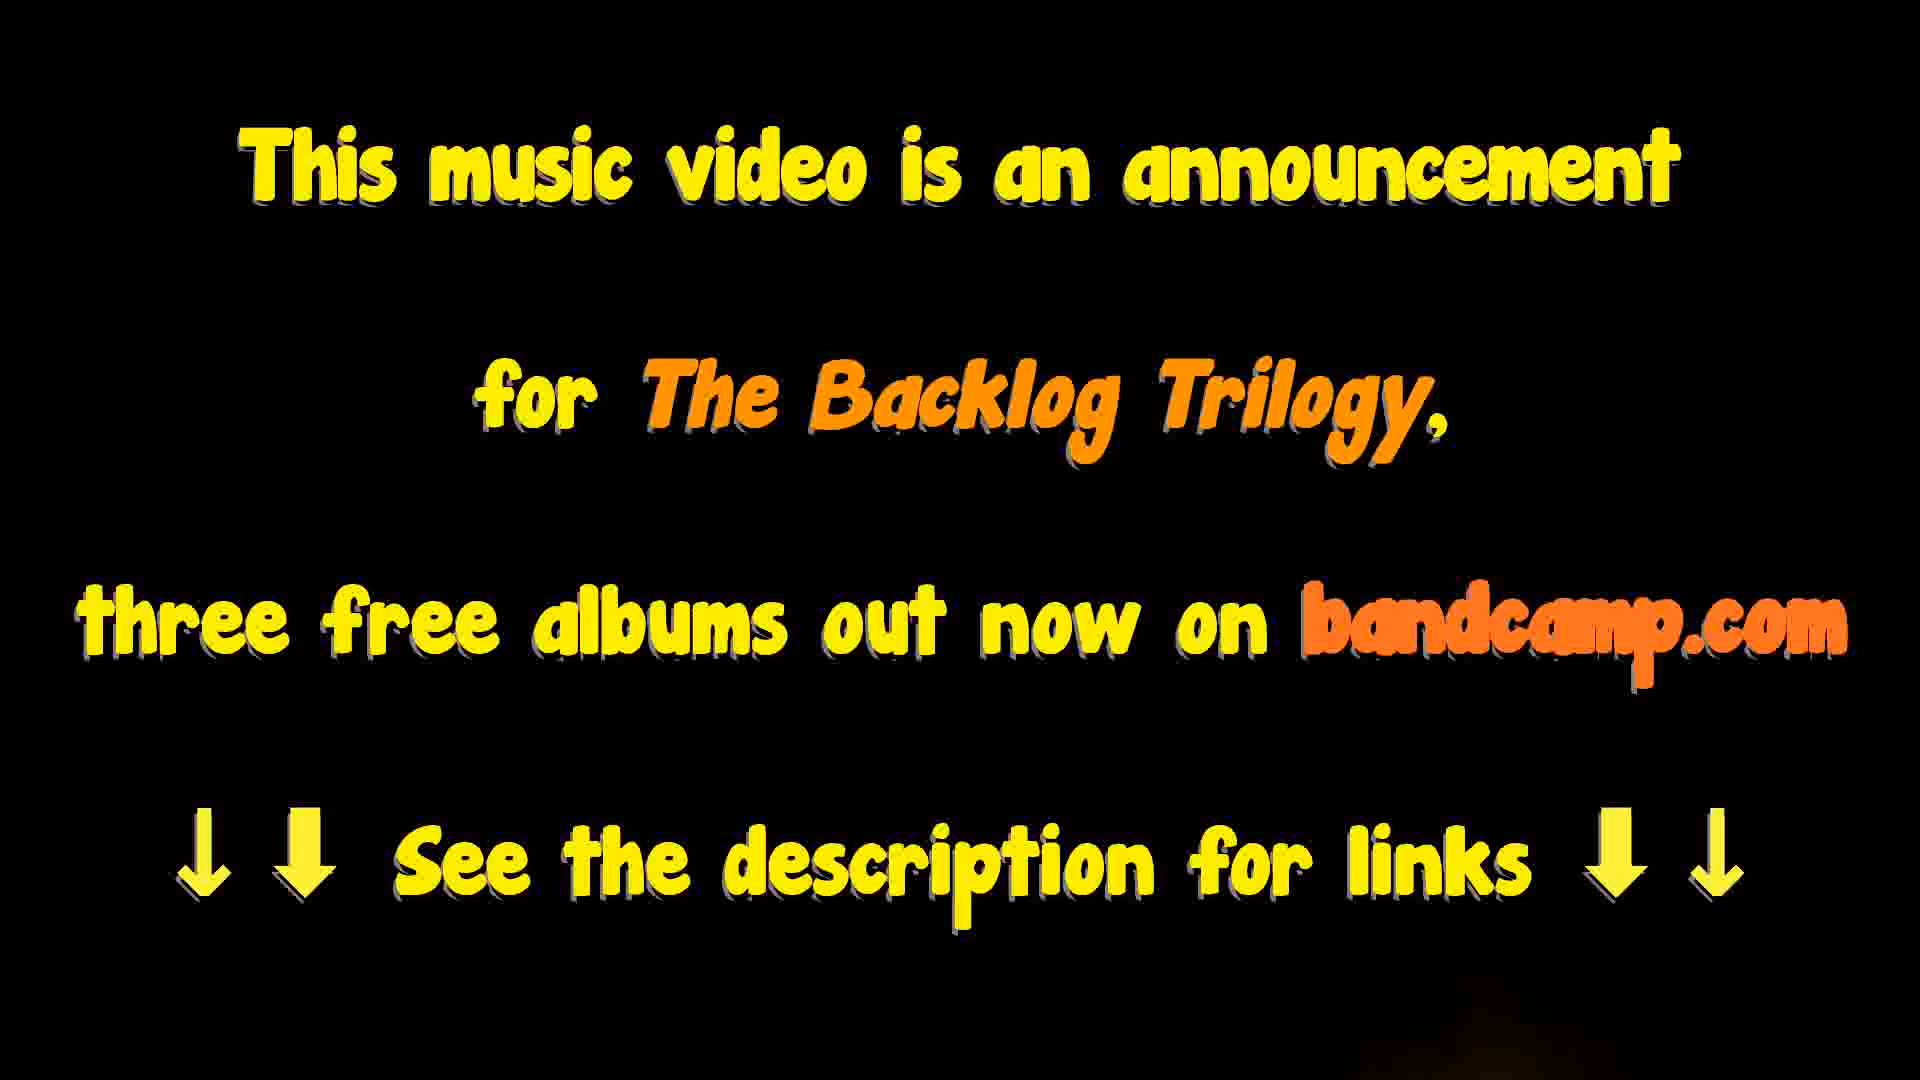 This music video is an announcement
for The Backlog Trilogy,
three free albums out now on bandcamp.com
↓ ⬇ See the description for links ⬇ ↓